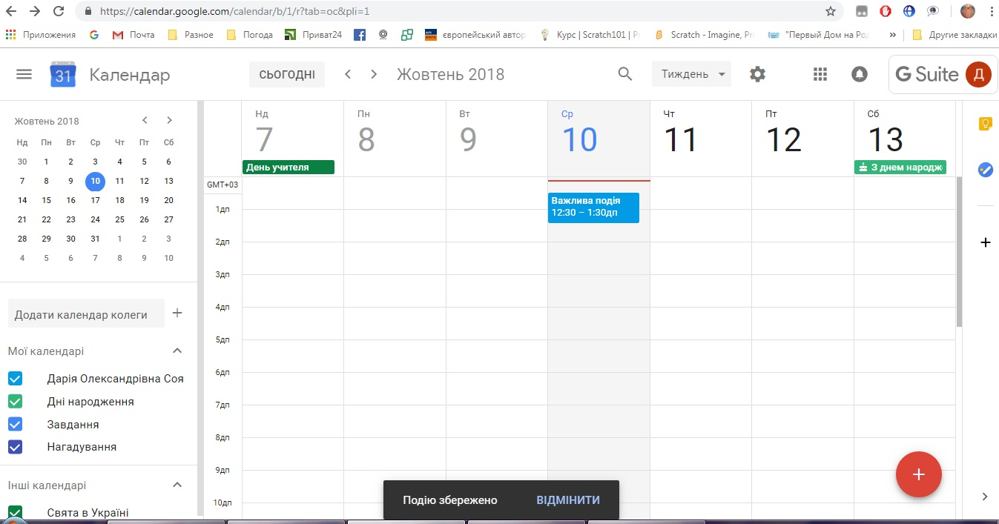 https://calendar.google.com/calendar/b/1/r?tab=oc&pli=1
Приложения Почта Разное Погода Приват24 європейський автор Курс | Scratch101 | Scratch - Imagine, "Первый Дом на » Другие закладки
31 Календар СЬОГОДНІ Жовтень 2018 Тиждень G Suite Д
Жовтень 2018
Нд Пн Вт Ср Чт Пт Сб
30 1 2 3 4 5 6
7 8 9 10 11 12 13
14 15 16 17 18 19 20
21 22 23 24 25 26 27
28 29 30 31 1 2 3
4 5 6 7 8 9 10
Додати календар колеги
Мої календарі
Дарія Олександрівна Соя
Дні народження
Завдання
Нагадування
Інші календарі
Свята в Україні
Нд Пн Вт Ср Чт Пт Сб
7 8 9 10 11 12 13
День учителя З днем народж
GMT+03
Важлива подія
12:30 – 1:30дп
1дп
2дп
3дп
4дп
5дп
6дп
7дп
8дп
9дп
10дп
Подію збережено ВІДМІНИТИ